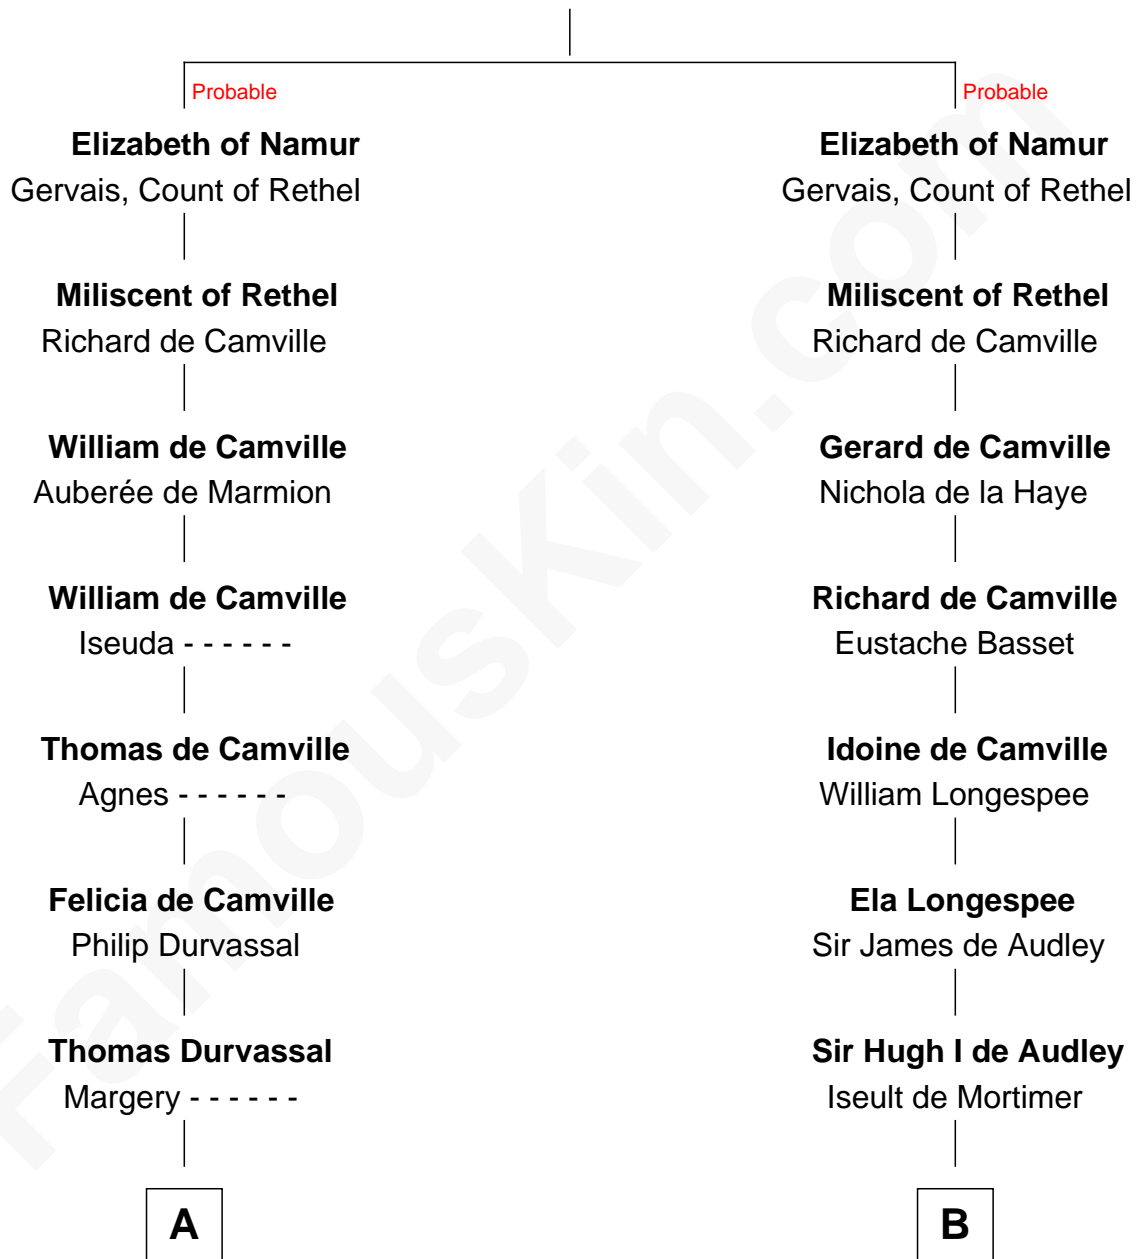 Probable
Elizabeth of Namur
Gervais, Count of Rethel
Miliscent of Rethel
Richard de Camville
William de Camville
Auberée de Marmion
William de Camville
Iseuda - - - - - -
Thomas de Camville
Agnes - - - - - -
Felicia de Camville
Philip Durvassal
Thomas Durvassal
Margery - - - - - -
A
Probable
Elizabeth of Namur
Gervais, Count of Rethel
Miliscent of Rethel
Richard de Camville
Gerard de Camville
Nichola de la Haye
Richard de Camville
Eustache Basset
Idoine de Camville
William Longespee
Ela Longespee
Sir James de Audley
Sir Hugh I de Audley
Iseult de Mortimer
B
FamousKin.com